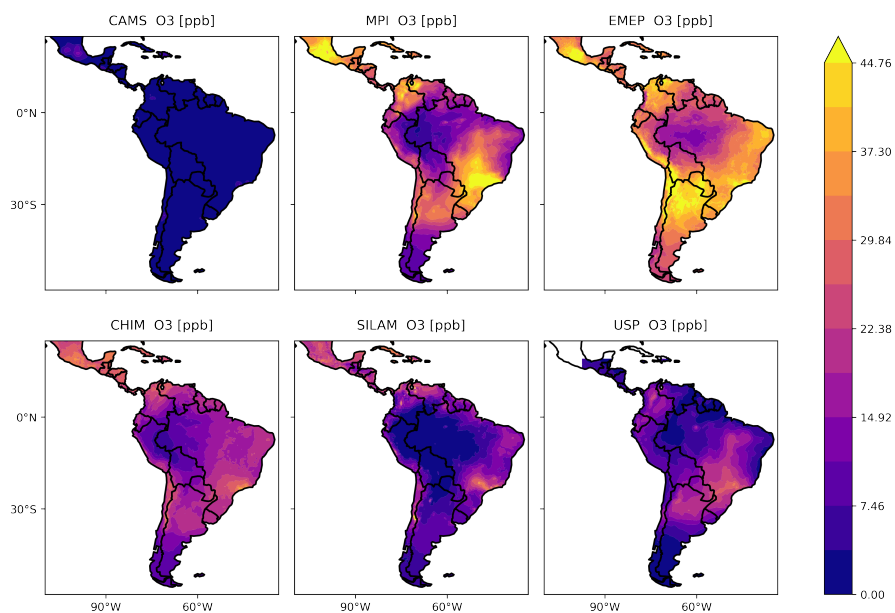 CAMS O3 [ppb]
MPI O3 [ppb]
EMEP O3 [ppb]
0°N
30°S
44.76
37.30
29.84
22.38
14.92
7.46
0.00
CHIM O3 [ppb]
SILAM O3 [ppb]
USP O3 [ppb]
0°N
30°S
90°W
60°W
90°W
60°W
90°W
60°W